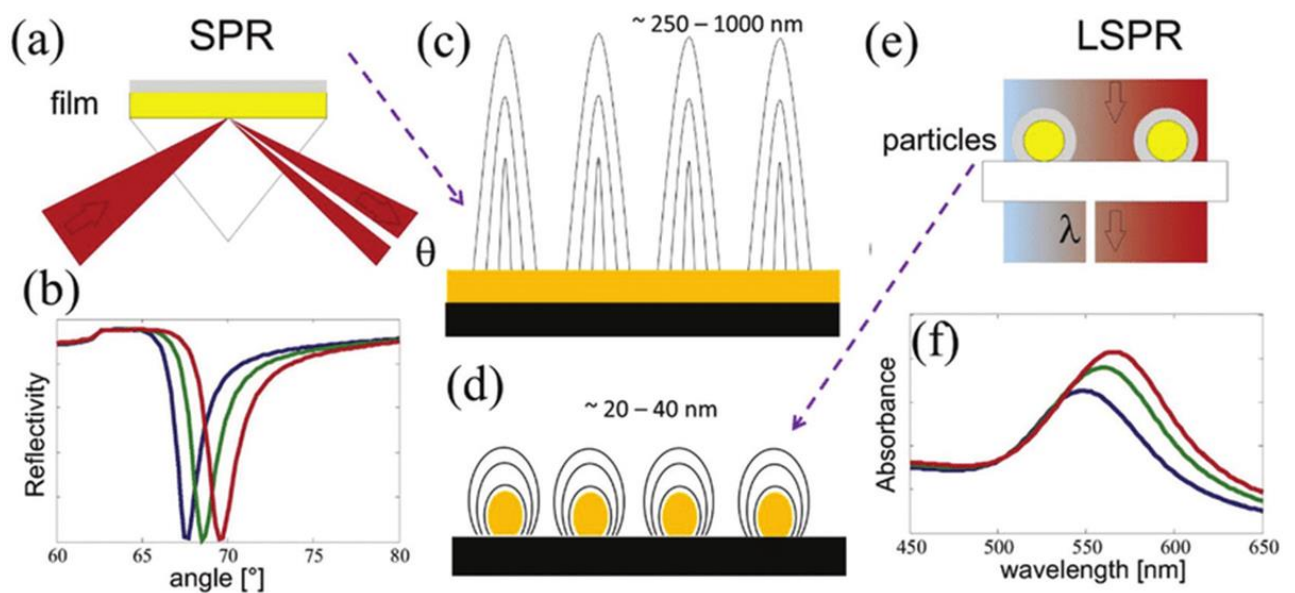 (a)
SPR
film
θ
(b)
Reflectivity
60 65 70 75 80
angle [°]
(c)
~ 250 – 1000 nm
(d)
~ 20 – 40 nm
(e)
LSPR
particles
λ
(f)
Absorbance
450 500 550 600 650
wavelength [nm]